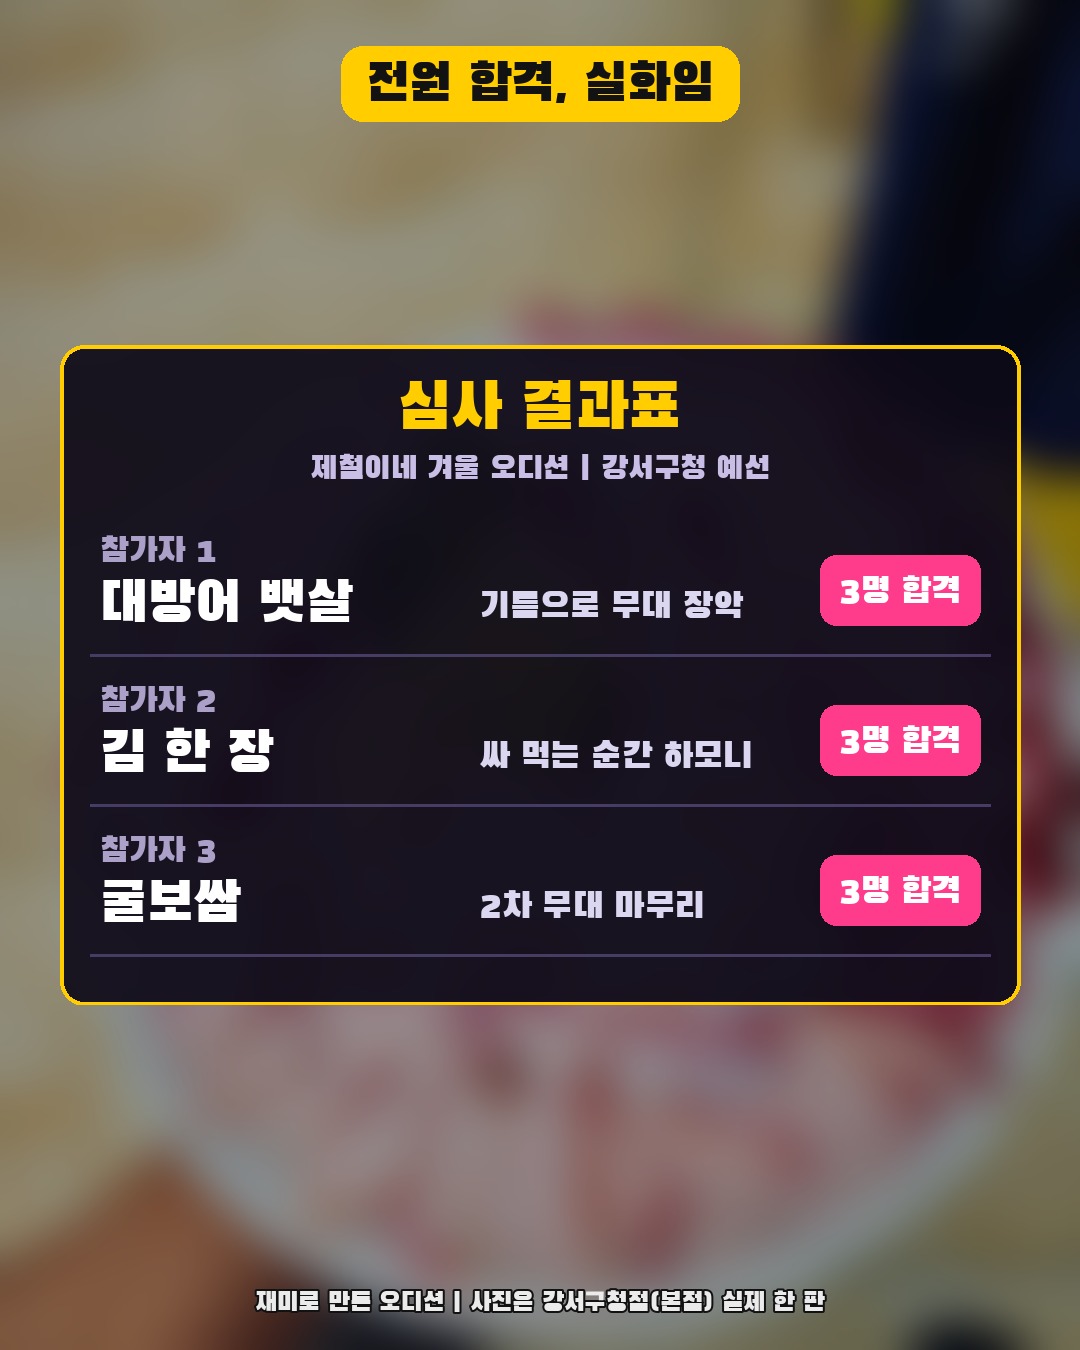 전원 합격, 실화임
심사 결과표
제철이네 겨울 오디션 | 강서구청 예선
참가자 1
대방어 뱃살 기름으로 무대 장악 3명 합격
참가자 2
김 한 장 싸 먹는 순간 하모니 3명 합격
참가자 3
굴보쌈 2차 무대 마무리 3명 합격
재미로 만든 오디션 | 사진은 강서구청점(본점) 실제 한 판